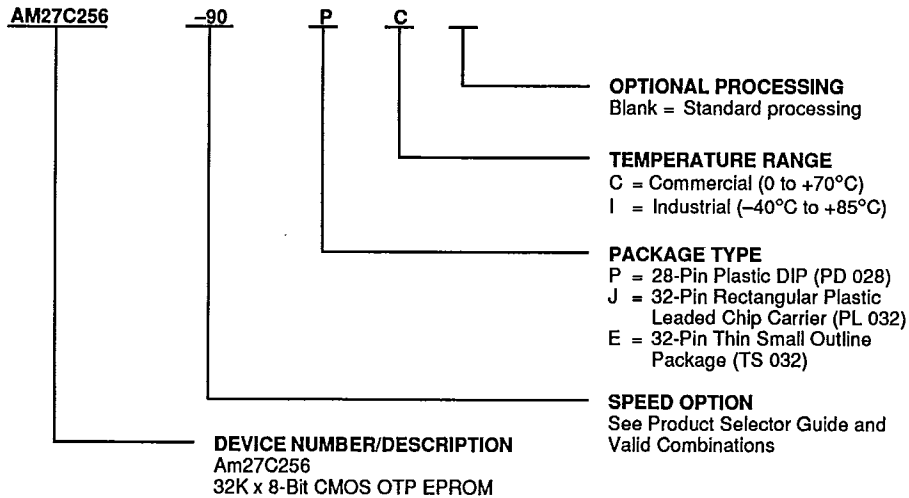 AM27C256 –90 P C
OPTIONAL PROCESSING
Blank = Standard processing
TEMPERATURE RANGE
C = Commercial (0 to +70°C)
I = Industrial (–40°C to +85°C)
PACKAGE TYPE
P = 28-Pin Plastic DIP (PD 028)
J = 32-Pin Rectangular Plastic
Leaded Chip Carrier (PL 032)
E = 32-Pin Thin Small Outline
Package (TS 032)
SPEED OPTION
See Product Selector Guide and
Valid Combinations
DEVICE NUMBER/DESCRIPTION
Am27C256
32K x 8-Bit CMOS OTP EPROM